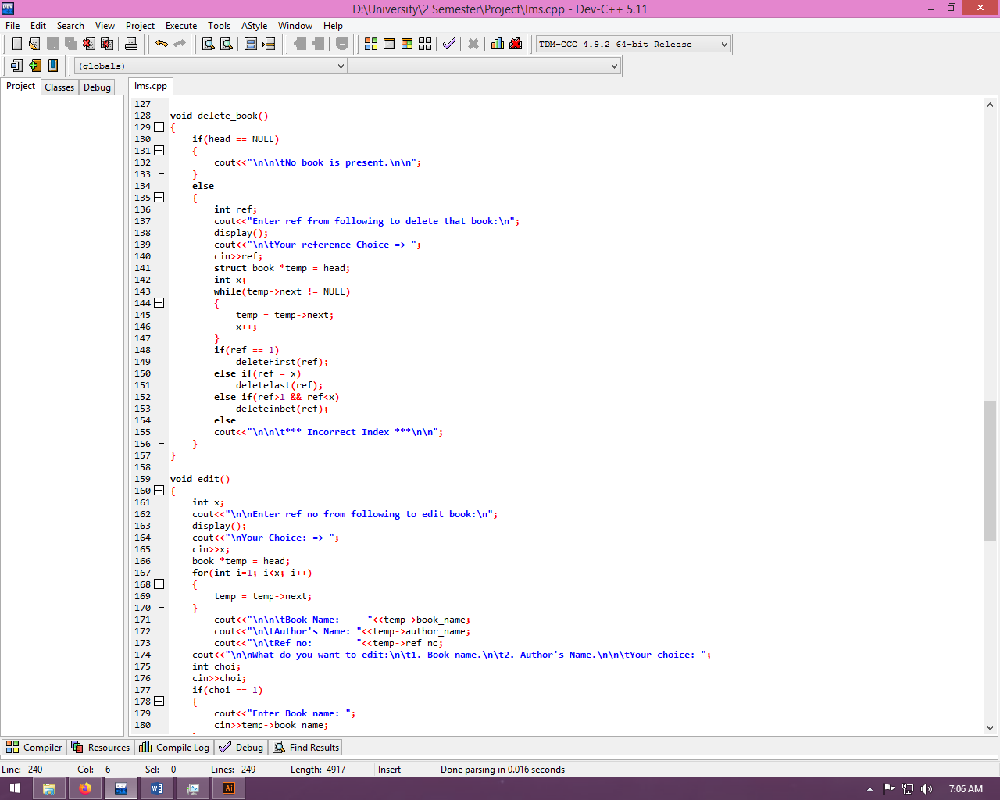 D:\University\2 Semester\Project\lms.cpp - Dev-C++ 5.11
File Edit Search View Project Execute Tools AStyle Window Help
TDM-GCC 4.9.2 64-bit Release
(globals)
Project Classes Debug
lms.cpp
127
128 void delete_book()
129 {
130 if(head == NULL)
131 {
132 cout<<"\n\n\tNo book is present.\n\n";
133 }
134 else
135 {
136 int ref;
137 cout<<"Enter ref from following to delete that book:\n";
138 display();
139 cout<<"\n\tYour reference Choice => ";
140 cin>>ref;
141 struct book *temp = head;
142 int x;
143 while(temp->next != NULL)
144 {
145 temp = temp->next;
146 x++;
147 }
148 if(ref == 1)
149 deleteFirst(ref);
150 else if(ref = x)
151 deletelast(ref);
152 else if(ref>1 && ref<x)
153 deleteinbet(ref);
154 else
155 cout<<"\n\n\t*** Incorrect Index ***\n\n";
156 }
157 }
158
159 void edit()
160 {
161 int x;
162 cout<<"\n\nEnter ref no from following to edit book:\n";
163 display();
164 cout<<"\nYour Choice: => ";
165 cin>>x;
166 book *temp = head;
167 for(int i=1; i<x; i++)
168 {
169 temp = temp->next;
170 }
171 cout<<"\n\n\tBook Name:     "<<temp->book_name;
172 cout<<"\n\tAuthor's Name: "<<temp->author_name;
173 cout<<"\n\tRef no:        "<<temp->ref_no;
174 cout<<"\n\nWhat do you want to edit:\n\t1. Book name.\n\t2. Author's Name.\n\n\tYour choice: ";
175 int choi;
176 cin>>choi;
177 if(choi == 1)
178 {
179 cout<<"Enter Book name: ";
180 cin>>temp->book_name;
Compiler Resources Compile Log Debug Find Results
Line: 240 Col: 6 Sel: 0 Lines: 249 Length: 4917 Insert Done parsing in 0.016 seconds
7:06 AM